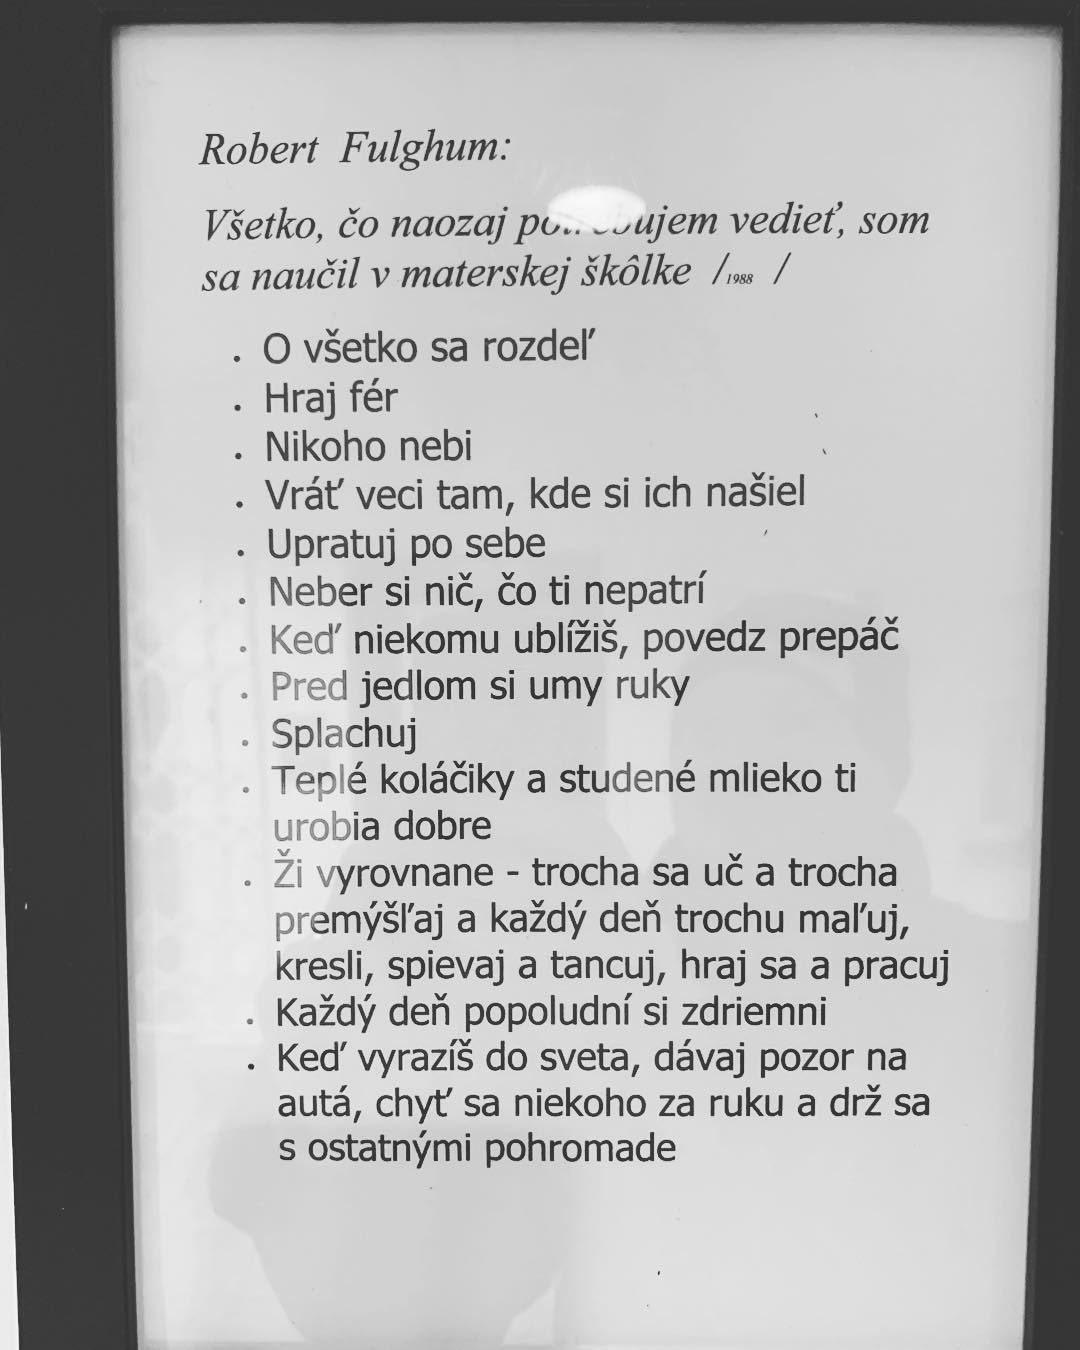 Robert Fulghum:
Všetko, čo naozaj potrebujem vedieť, som
sa naučil v materskej škôlke /1988 /
. O všetko sa rozdeľ
. Hraj fér
. Nikoho nebi
. Vráť veci tam, kde si ich našiel
. Upratuj po sebe
. Neber si nič, čo ti nepatrí
. Keď niekomu ublížiš, povedz prepáč
. Pred jedlom si umy ruky
. Splachuj
. Teplé koláčiky a studené mlieko ti
urobia dobre
. Ži vyrovnane - trocha sa uč a trocha
premýšľaj a každý deň trochu maľuj,
kresli, spievaj a tancuj, hraj sa a pracuj
. Každý deň popoludní si zdriemni
. Keď vyrazíš do sveta, dávaj pozor na
autá, chyť sa niekoho za ruku a drž sa
s ostatnými pohromade